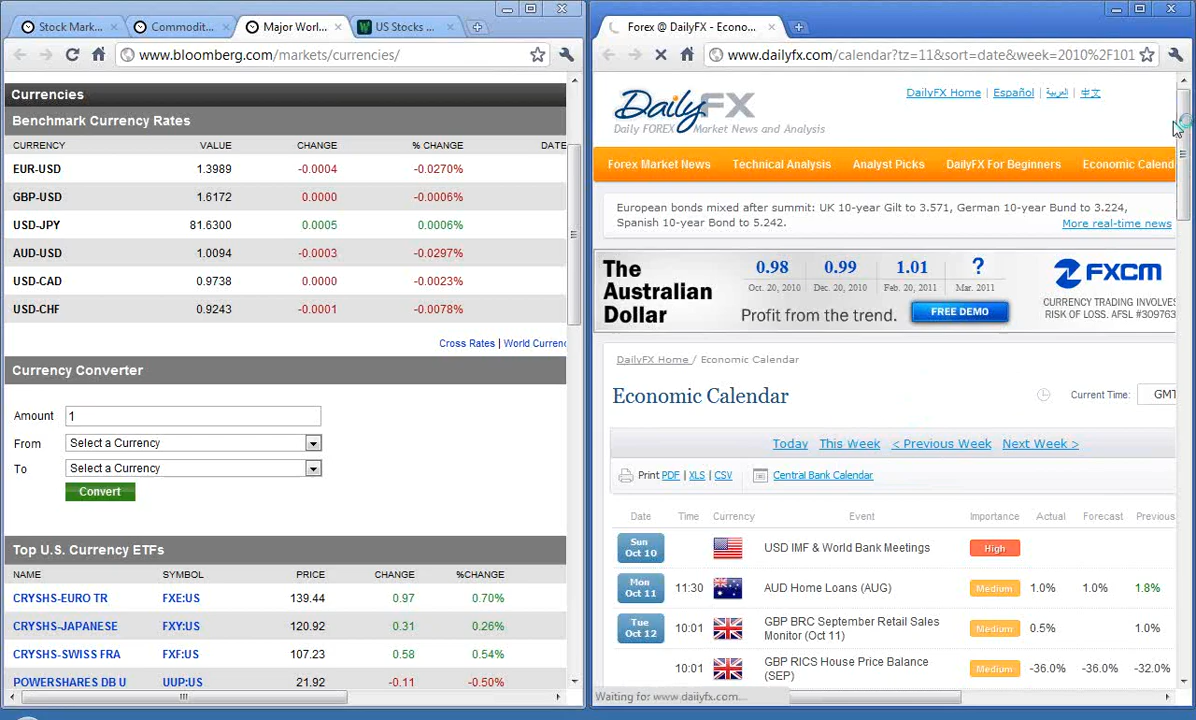 Stock Mark...
Commodit...
Major Worl...
US Stocks ...
www.bloomberg.com/markets/currencies/
Currencies
Benchmark Currency Rates
CURRENCY VALUE CHANGE % CHANGE DATE
EUR-USD 1.3989 -0.0004 -0.0270%
GBP-USD 1.6172 0.0000 -0.0006%
USD-JPY 81.6300 0.0005 0.0006%
AUD-USD 1.0094 -0.0003 -0.0297%
USD-CAD 0.9738 0.0000 -0.0023%
USD-CHF 0.9243 -0.0001 -0.0078%
Cross Rates | World Curren
Currency Converter
Amount 1
From Select a Currency
To Select a Currency
Convert
Top U.S. Currency ETFs
NAME SYMBOL PRICE CHANGE %CHANGE
CRYSHS-EURO TR FXE:US 139.44 0.97 0.70%
CRYSHS-JAPANESE FXY:US 120.92 0.31 0.26%
CRYSHS-SWISS FRA FXF:US 107.23 0.58 0.54%
POWERSHARES DB U UUP:US 21.92 -0.11 -0.50%
Forex @ DailyFX - Econo...
www.dailyfx.com/calendar?tz=11&sort=date&week=2010%2F101
DailyFX
Daily FOREX Market News and Analysis
DailyFX Home | Español | العربية | 中文
Forex Market News Technical Analysis Analyst Picks DailyFX For Beginners Economic Calend
European bonds mixed after summit: UK 10-year Gilt to 3.571, German 10-year Bund to 3.224,
Spanish 10-year Bond to 5.242.
More real-time news
The
Australian
Dollar
0.98 0.99 1.01 ?
Oct. 20, 2010 Dec. 20, 2010 Feb. 20, 2011 Mar. 2011
Profit from the trend.
FREE DEMO
FXCM
CURRENCY TRADING INVOLVES
RISK OF LOSS. AFSL #309763
DailyFX Home / Economic Calendar
Economic Calendar
Current Time: GMT
Today This Week < Previous Week Next Week >
Print PDF | XLS | CSV Central Bank Calendar
Date Time Currency Event Importance Actual Forecast Previous
Sun
Oct 10
USD IMF & World Bank Meetings High
Mon
Oct 11
11:30 AUD Home Loans (AUG) Medium 1.0% 1.0% 1.8%
Tue
Oct 12
10:01 GBP BRC September Retail Sales
Monitor (Oct 11)
Medium 0.5% 1.0%
10:01 GBP RICS House Price Balance
(SEP)
Medium -36.0% -36.0% -32.0%
Waiting for www.dailyfx.com...